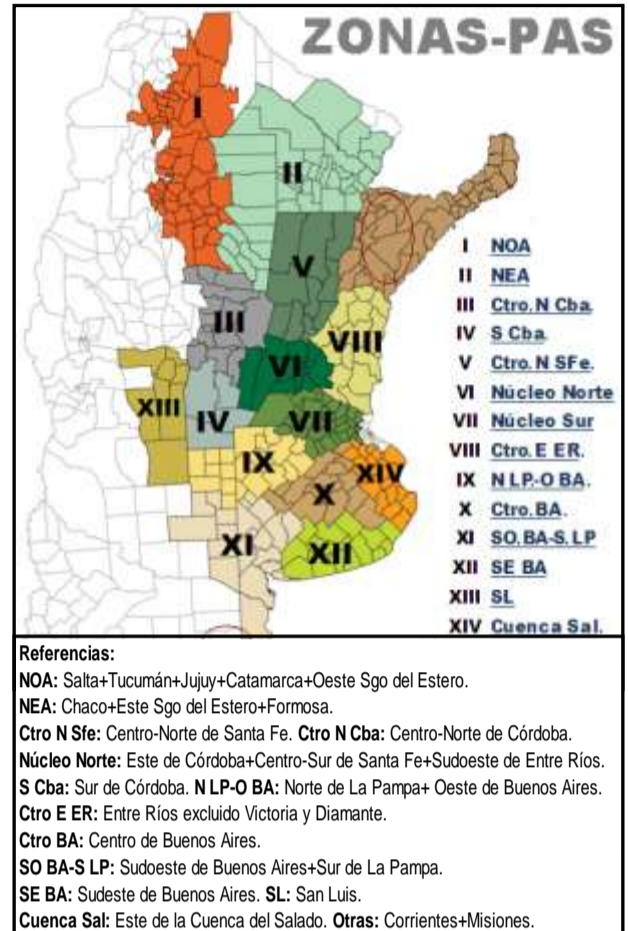 ZONAS-PAS
I
II
V
III
VIII
VI
XIII
IV
VII
IX
XIV
X
XI
XII
I NOA
II NEA
III Ctro. N Cba.
IV S Cba.
V Ctro. N SFe.
VI Núcleo Norte
VII Núcleo Sur
VIII Ctro. E ER.
IX N LP.-O BA.
X Ctro. BA.
XI SO. BA-S. LP
XII SE BA
XIII SL
XIV Cuenca Sal.
Referencias:
NOA: Salta+Tucumán+Jujuy+Catamarca+Oeste Sgo del Estero.
NEA: Chaco+Este Sgo del Estero+Formosa.
Ctro N Sfe: Centro-Norte de Santa Fe. Ctro N Cba: Centro-Norte de Córdoba.
Núcleo Norte: Este de Córdoba+Centro-Sur de Santa Fe+Sudoeste de Entre Ríos.
S Cba: Sur de Córdoba. N LP-O BA: Norte de La Pampa+ Oeste de Buenos Aires.
Ctro E ER: Entre Ríos excluido Victoria y Diamante.
Ctro BA: Centro de Buenos Aires.
SO BA-S LP: Sudoeste de Buenos Aires+Sur de La Pampa.
SE BA: Sudeste de Buenos Aires. SL: San Luis.
Cuenca Sal: Este de la Cuenca del Salado. Otras: Corrientes+Misiones.